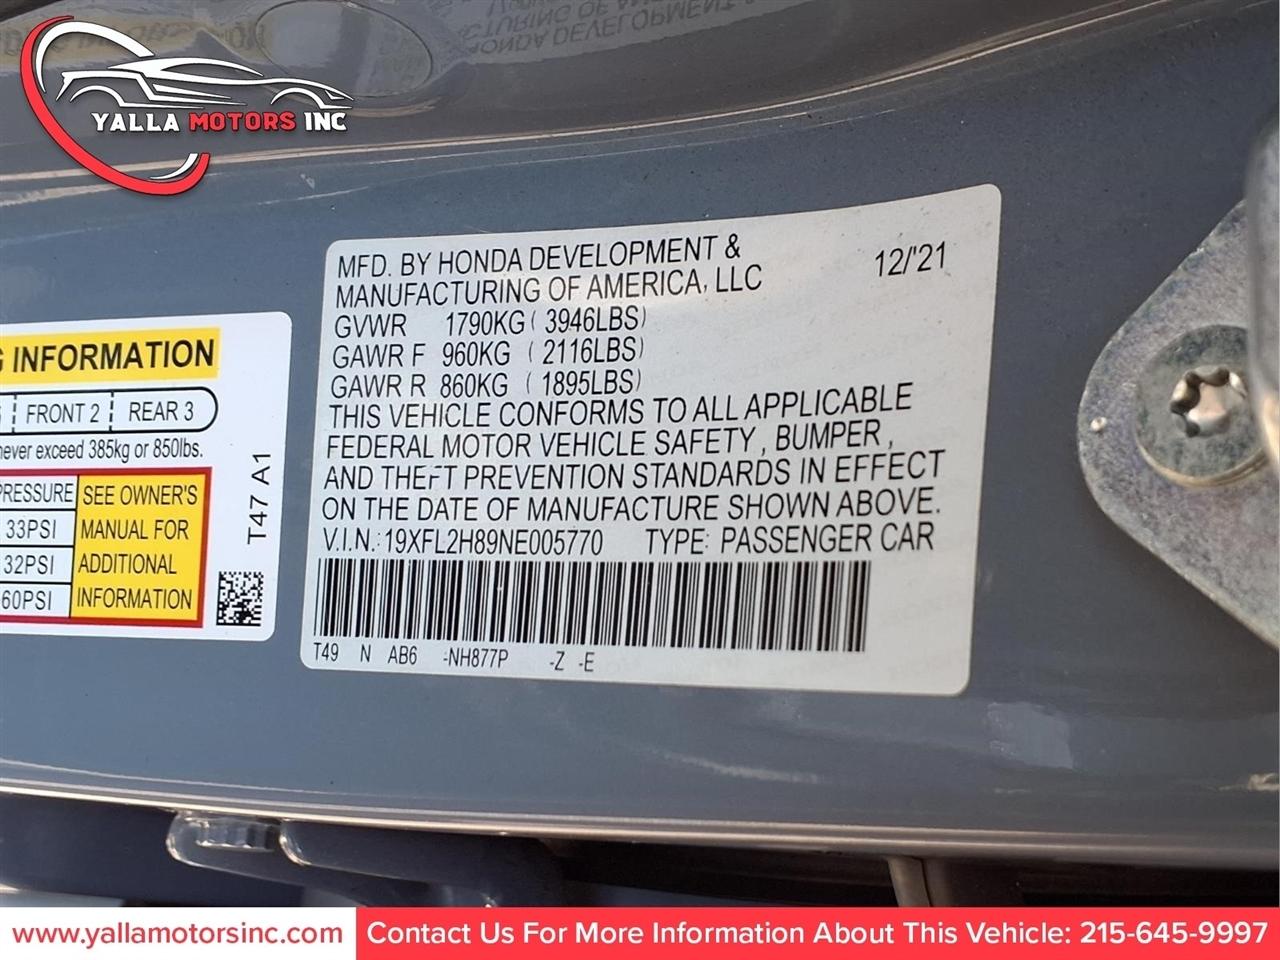 YALLA MOTORS INC
MFD. BY HONDA DEVELOPMENT &
MANUFACTURING OF AMERICA, LLC
12/'21
GVWR 1790KG ( 3946LBS)
GAWR F 960KG ( 2116LBS)
GAWR R 860KG ( 1895LBS)
THIS VEHICLE CONFORMS TO ALL APPLICABLE
FEDERAL MOTOR VEHICLE SAFETY, BUMPER,
AND THEFT PREVENTION STANDARDS IN EFFECT
ON THE DATE OF MANUFACTURE SHOWN ABOVE.
V.I.N.: 19XFL2H89NE005770 TYPE: PASSENGER CAR
T49 N AB6 -NH877P -Z -E
INFORMATION
FRONT 2 REAR 3
never exceed 385kg or 850lbs.
PRESSURE
33PSI
32PSI
60PSI
SEE OWNER'S
MANUAL FOR
ADDITIONAL
INFORMATION
T47 A1
www.yallamotorsinc.com
Contact Us For More Information About This Vehicle: 215-645-9997